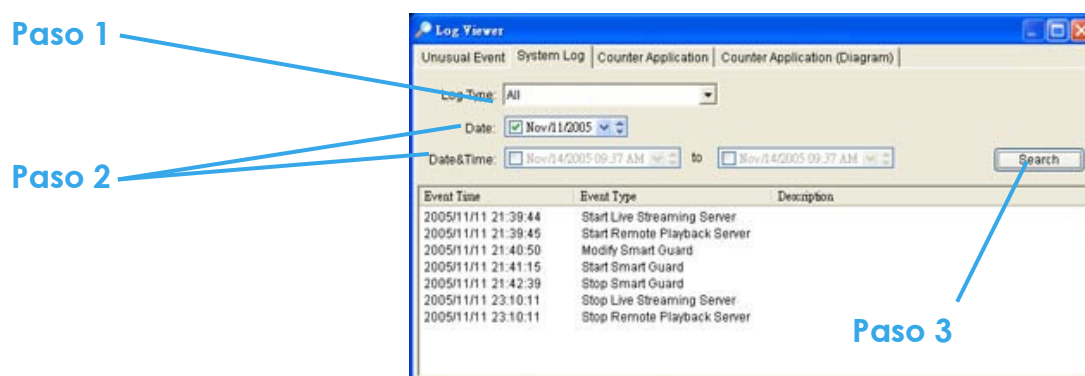 Paso 1
Log Viewer
Unusual Event System Log Counter Application Counter Application (Diagram)
Log Type: All
Date: Nov/11/2005
Date&Time: Nov/14/2005 09:37 AM to Nov/14/2005 09:37 AM Search
Paso 2
Event Time Event Type Description
2005/11/11 21:39:44 Start Live Streaming Server
2005/11/11 21:39:45 Start Remote Playback Server
2005/11/11 21:40:50 Modify Smart Guard
2005/11/11 21:41:15 Start Smart Guard
2005/11/11 21:42:39 Stop Smart Guard
2005/11/11 23:10:11 Stop Live Streaming Server
2005/11/11 23:10:11 Stop Remote Playback Server
Paso 3